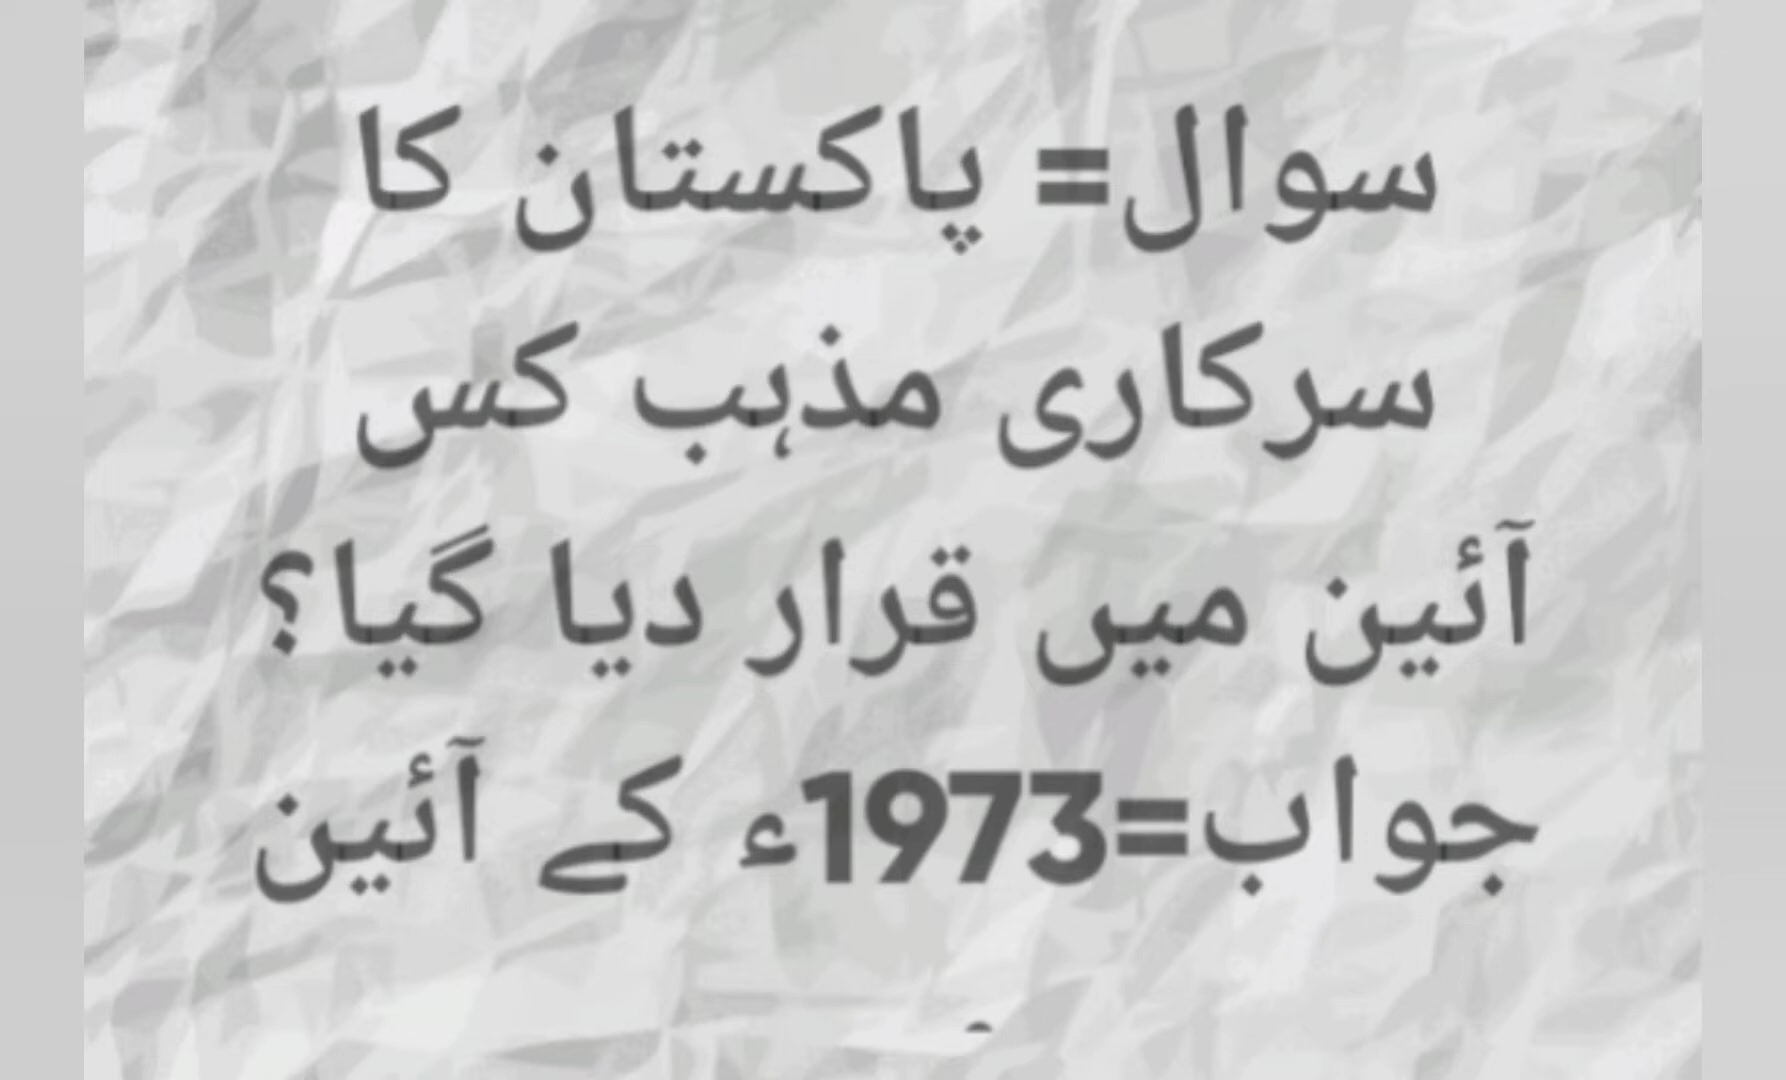 سوال= پاکستان کا
سرکاری مذہب کس
آئین میں قرار دیا گیا؟
جواب=1973ء کے آئین